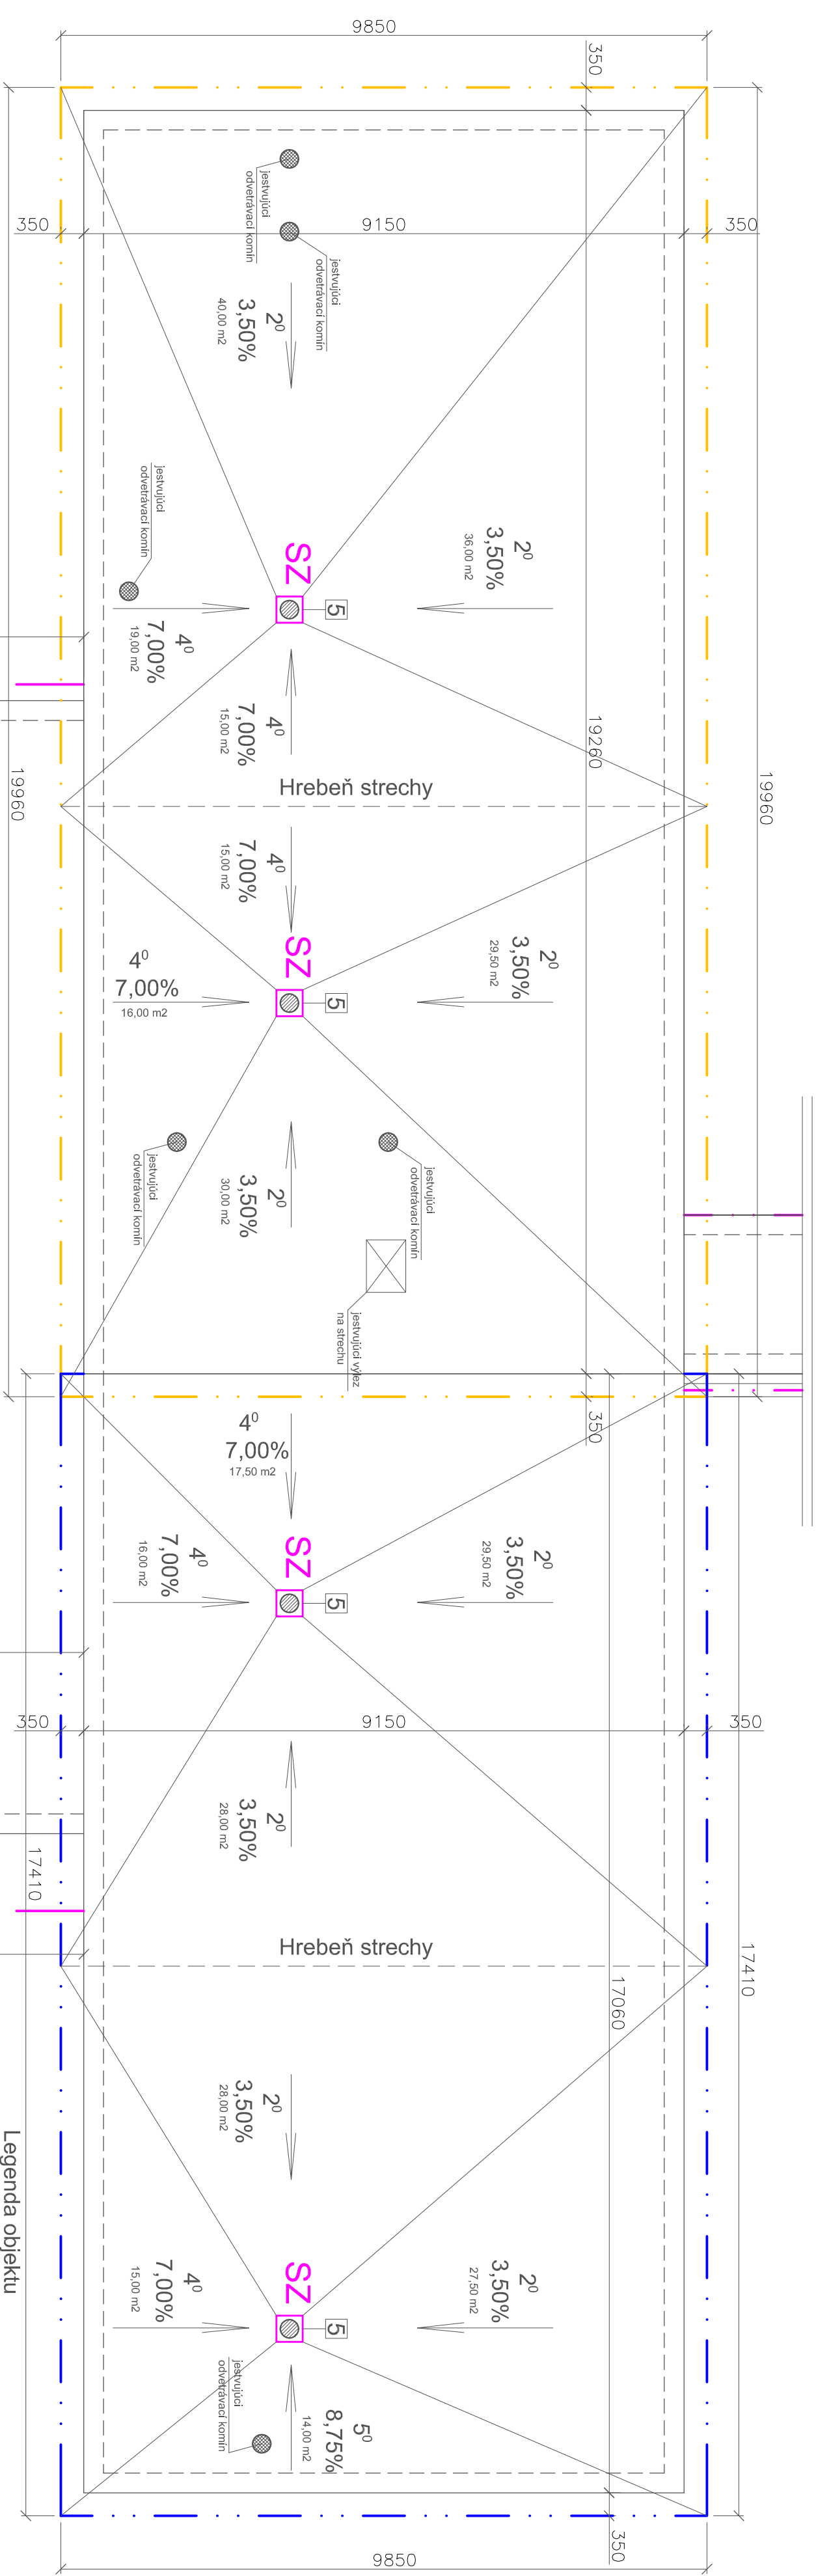 9850
350
350
9150
350
jestvujúci
odvetrávací komín
jestvujúci
odvetrávací komín
2⁰
3,50%
40,00 m2
jestvujúci
odvetrávací komín
2⁰
3,50%
36,00 m2
SZ
5
4⁰
7,00%
19,00 m2
4⁰
7,00%
15,00 m2
19260
19960
19960
Hrebeň strechy
4⁰
7,00%
15,00 m2
SZ
5
2⁰
3,50%
29,50 m2
4⁰
7,00%
16,00 m2
jestvujúci
odvetrávací komín
jestvujúci
odvetrávací komín
2⁰
3,50%
30,00 m2
jestvujúci výlez
na strechu
350
4⁰
7,00%
17,50 m2
SZ
5
2⁰
3,50%
29,50 m2
4⁰
7,00%
16,00 m2
350
9150
350
2⁰
3,50%
28,00 m2
17410
Hrebeň strechy
17410
17060
2⁰
3,50%
28,00 m2
SZ
5
2⁰
3,50%
27,50 m2
4⁰
7,00%
15,00 m2
Legenda objektu
jestvujúci
odvetrávací komín
5⁰
8,75%
14,00 m2
350
9850